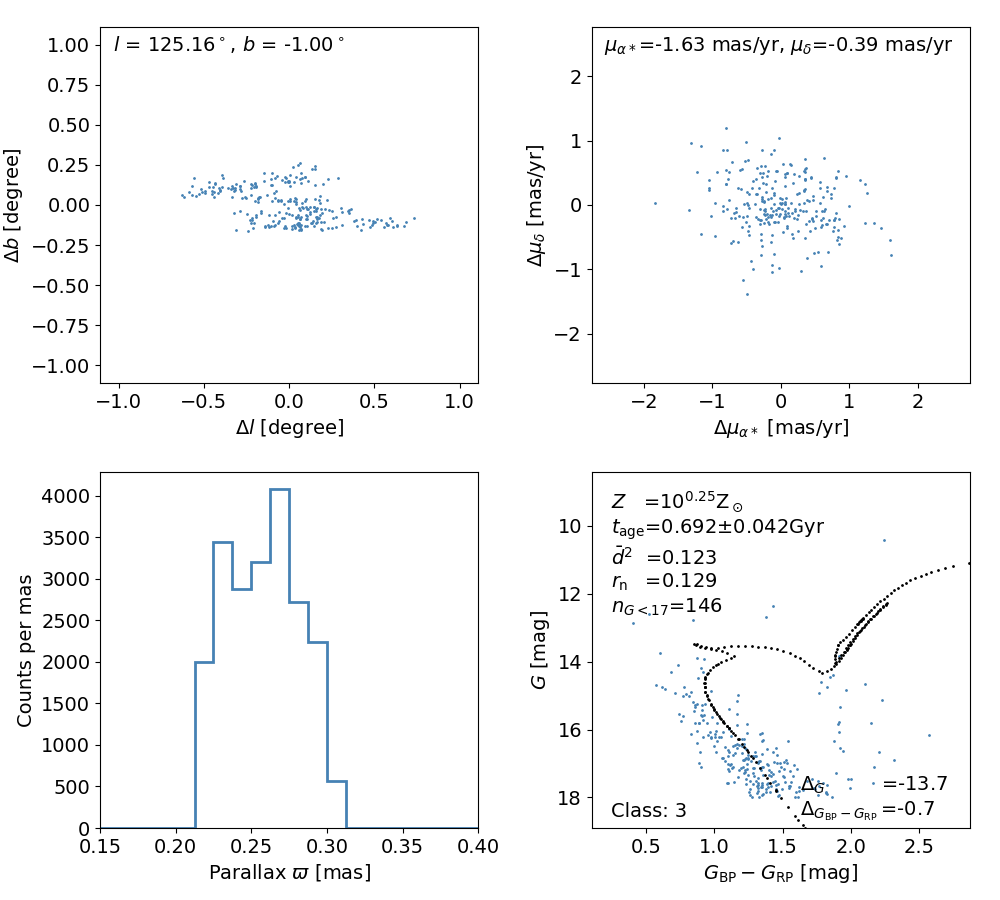 l = 125.16°, b = -1.00°
1.00
0.75
0.50
0.25
0.00
−0.25
−0.50
−0.75
−1.00
−1.0
−0.5
0.0
0.5
1.0
Δb [degree]
Δl [degree]
μα*=-1.63 mas/yr, μδ=-0.39 mas/yr
2
1
0
−1
−2
−2
−1
0
1
2
Δμδ [mas/yr]
Δμα* [mas/yr]
4000
3500
3000
2500
2000
1500
1000
500
0
0.15
0.20
0.25
0.30
0.35
0.40
Counts per mas
Parallax ϖ [mas]
Z =10^0.25 Z⊙
t_age=0.692±0.042Gyr
d̄² =0.123
r_n =0.129
n_G<17=146
Δ_G =-13.7
Class: 3
Δ_GBP−GRP =-0.7
10
12
14
16
18
0.5
1.0
1.5
2.0
2.5
G [mag]
G_BP − G_RP [mag]